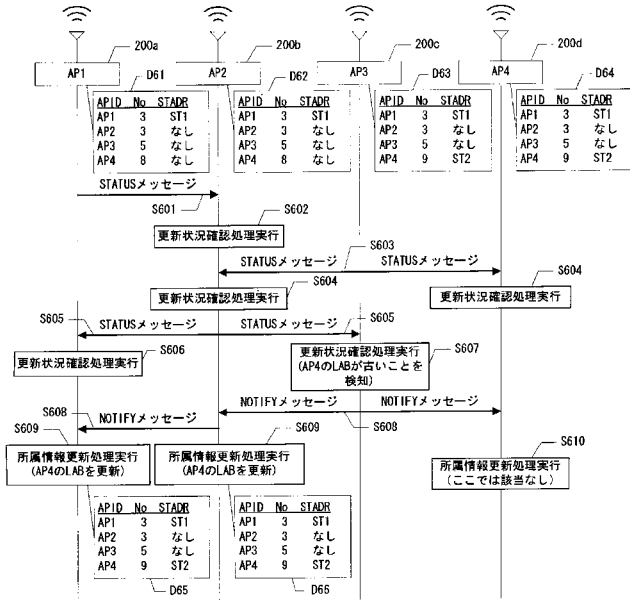 200a 200b 200c 200d
AP1 AP2 AP3 AP4
D61 D62 D63 D64
APID No STADR
AP1 3 ST1
AP2 3 なし
AP3 5 なし
AP4 8 なし
APID No STADR
AP1 3 ST1
AP2 3 なし
AP3 5 なし
AP4 8 なし
APID No STADR
AP1 3 ST1
AP2 3 なし
AP3 5 なし
AP4 9 ST2
APID No STADR
AP1 3 ST1
AP2 3 なし
AP3 5 なし
AP4 9 ST2
STATUSメッセージ
S601
S602
更新状況確認処理実行
S603
STATUSメッセージ STATUSメッセージ
S604
更新状況確認処理実行
S604
更新状況確認処理実行
S605
STATUSメッセージ STATUSメッセージ
S605
S606
更新状況確認処理実行
S607
更新状況確認処理実行
(AP4のLABが古いことを
検知)
NOTIFYメッセージ NOTIFYメッセージ
S608
S608
NOTIFYメッセージ
S609
所属情報更新処理実行
(AP4のLABを更新)
S609
所属情報更新処理実行
(AP4のLABを更新)
S610
所属情報更新処理実行
(ここでは該当なし)
APID No STADR
AP1 3 ST1
AP2 3 なし
AP3 5 なし
AP4 9 ST2
D65
APID No STADR
AP1 3 ST1
AP2 3 なし
AP3 5 なし
AP4 9 ST2
D66